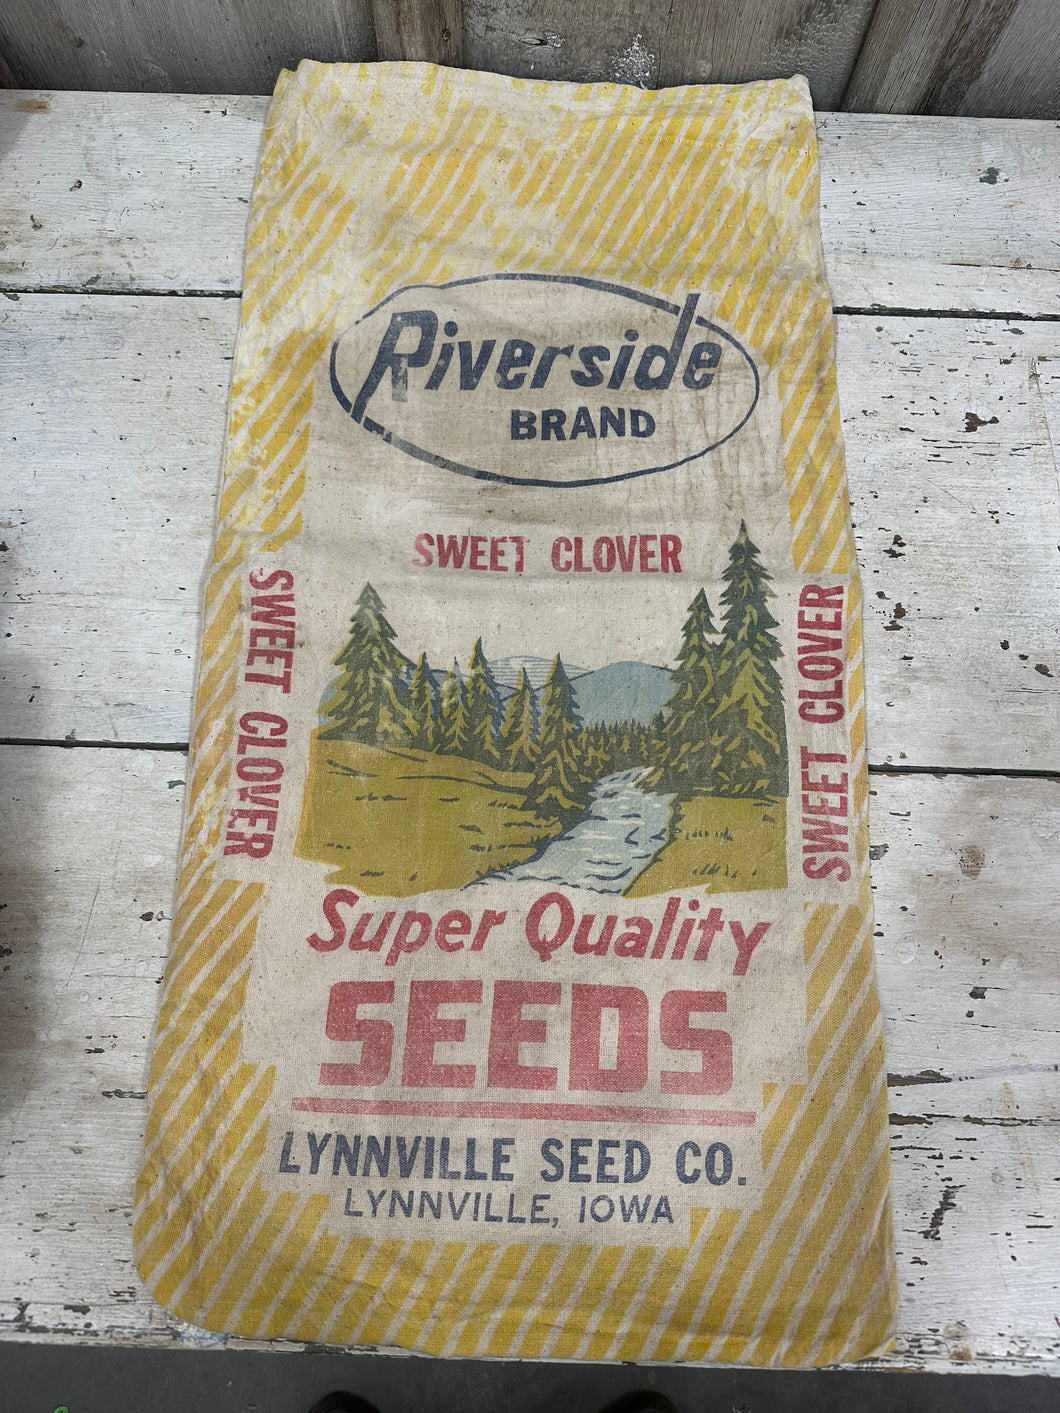 Riverside
BRAND
SWEET CLOVER
SWEET CLOVER
SWEET CLOVER
Super Quality
SEEDS
LYNNVILLE SEED CO.
LYNNVILLE, IOWA